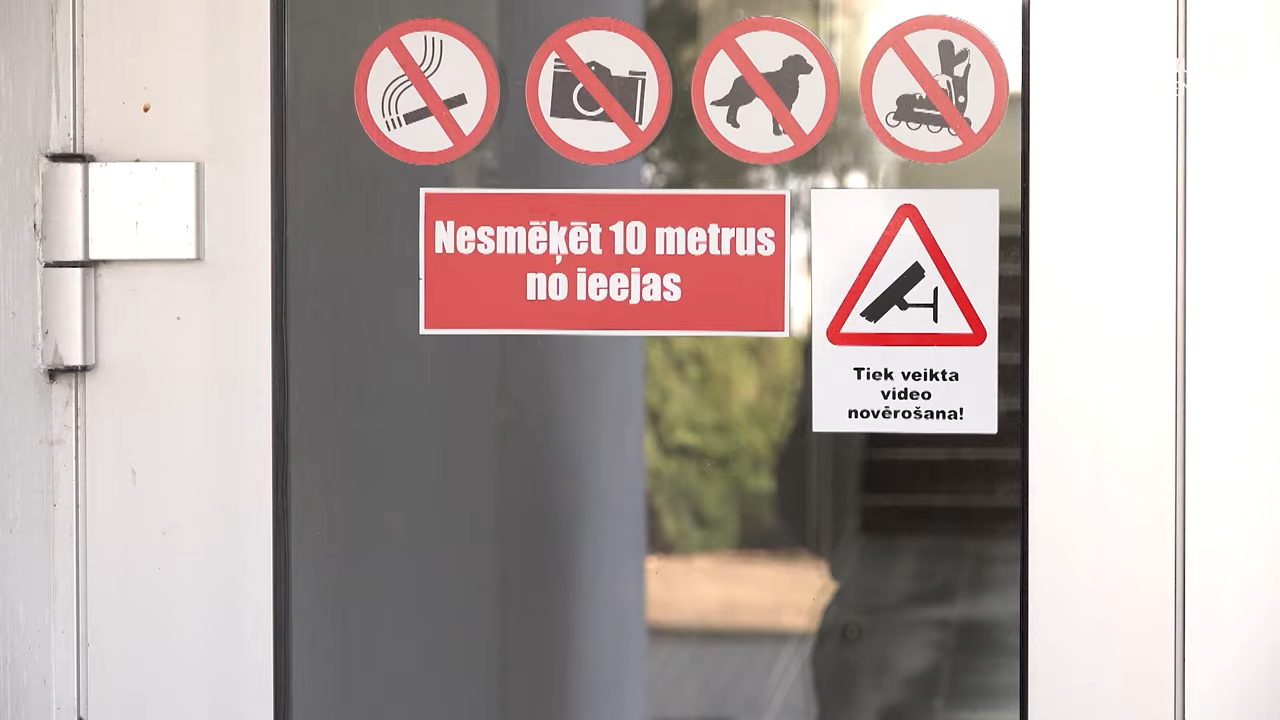 Nesmēķēt 10 metrus
no ieejas
Tiek veikta
video
novērošana!